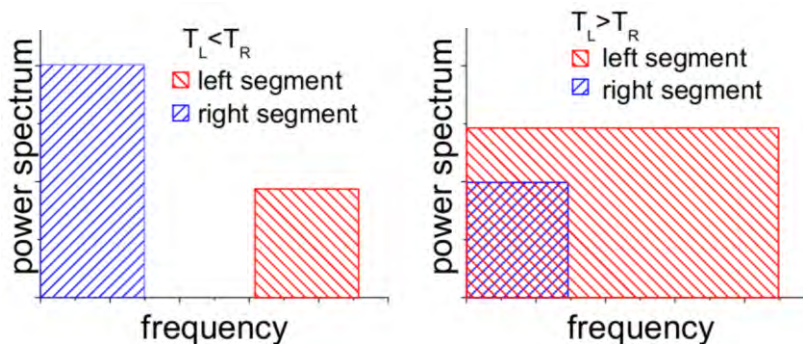 T_L<T_R
left segment
right segment
power spectrum
frequency
T_L>T_R
left segment
right segment
power spectrum
frequency